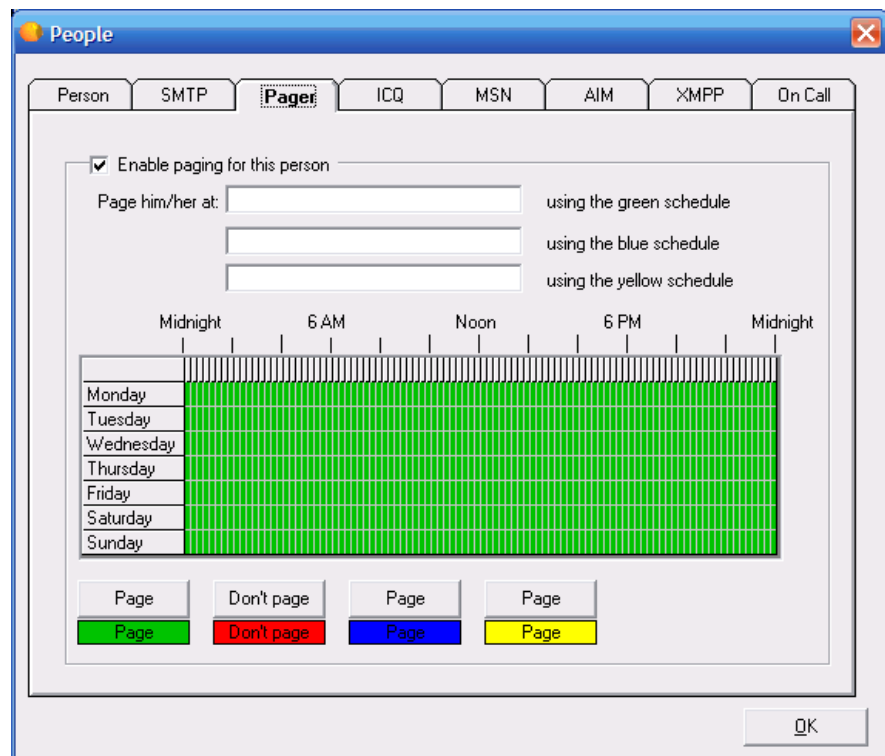 People
Person SMTP Pager ICQ MSN AIM XMPP On Call
Enable paging for this person
Page him/her at: using the green schedule
using the blue schedule
using the yellow schedule
Midnight 6 AM Noon 6 PM Midnight
Monday
Tuesday
Wednesday
Thursday
Friday
Saturday
Sunday
Page Don't page Page Page
Page Don't page Page Page
OK